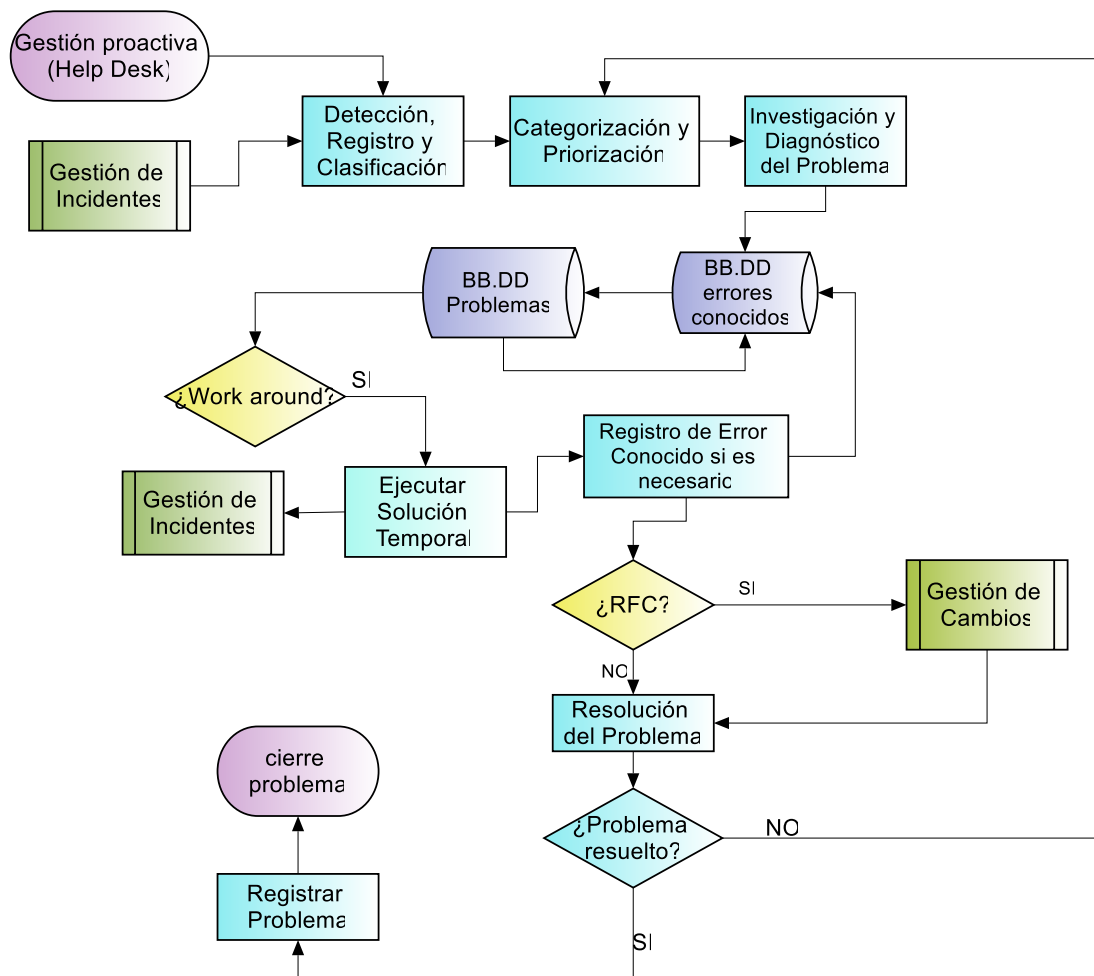 Gestión proactiva
(Help Desk)
Detección,
Registro y
Clasificación
Categorización y
Priorización
Investigación y
Diagnóstico
del Problema
Gestión de
Incidentes
BB.DD
Problemas
BB.DD
errores
conocidos
¿Work around?
SI
Registro de Error
Conocido si es
necesario
Gestión de
Incidentes
Ejecutar
Solución
Temporal
¿RFC?
SI
Gestión de
Cambios
NO
Resolución
del Problema
cierre
problema
¿Problema
resuelto?
NO
Registrar
Problema
SI